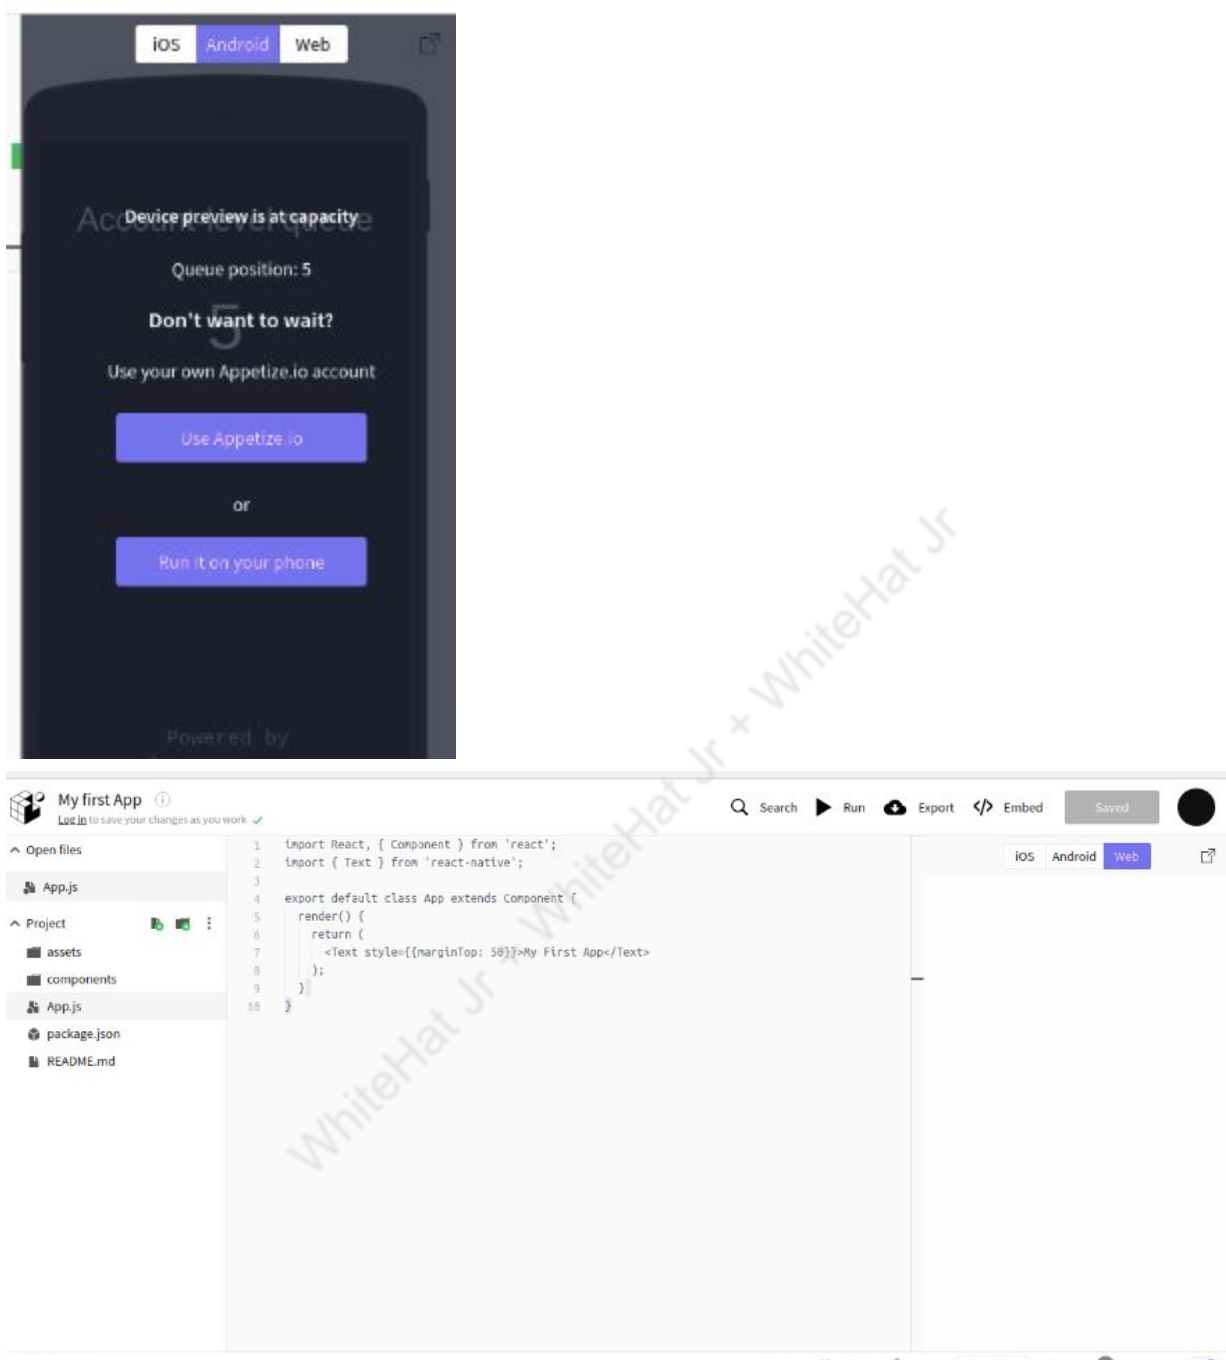 iOS Android Web
Account level queue
Device preview is at capacity
Queue position: 5
5
Don't want to wait?
Use your own Appetize.io account
Use Appetize.io
or
Run it on your phone
Powered by
My first App
Log in to save your changes as you work
Search Run Export Embed Saved
Open files
App.js
Project
assets
components
App.js
package.json
README.md
1 import React, { Component } from 'react';
2 import { Text } from 'react-native';
3
4 export default class App extends Component {
5 render() {
6 return (
7 <Text style={{marginTop: 50}}>My First App</Text>
8 );
9 }
10 }
iOS Android Web
WhiteHat Jr + WhiteHat Jr + WhiteHat Jr